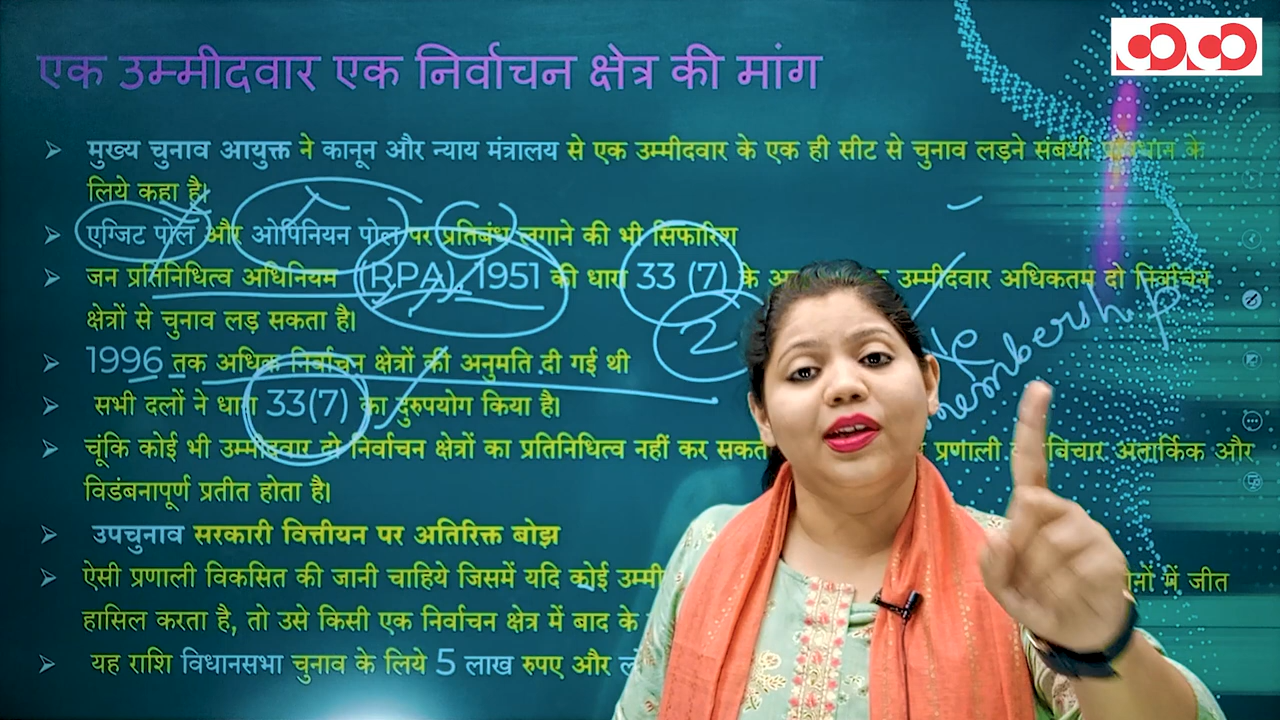 एक उम्मीदवार एक निर्वाचन क्षेत्र की मांग
मुख्य चुनाव आयुक्त ने कानून और न्याय मंत्रालय से एक उम्मीदवार के एक ही सीट से चुनाव लड़ने संबंधी के
लिये कहा है।
एग्जिट पोल और ओपिनियन पोल पर प्रतिबंध लगाने की भी सिफारिश
जन प्रतिनिधित्व अधिनियम (RPA), 1951 की धारा 33 (7) के उम्मीदवार अधिकतम दो निर्वाचन
क्षेत्रों से चुनाव लड़ सकता है।
2
membership
1996 तक अधिक निर्वाचन क्षेत्रों की अनुमति दी गई थी
सभी दलों ने धारा 33(7) का दुरुपयोग किया है।
चूंकि कोई भी उम्मीदवार दो निर्वाचन क्षेत्रों का प्रतिनिधित्व नहीं कर प्रणाली विचार अतार्किक और
विडंबनापूर्ण प्रतीत होता है।
उपचुनाव सरकारी वित्तीयन पर अतिरिक्त बोझ
ऐसी प्रणाली विकसित की जानी चाहिये जिसमें यदि कोई में जीत
हासिल करता है, तो उसे किसी एक निर्वाचन क्षेत्र में बाद के
यह राशि विधानसभा चुनाव के लिये 5 लाख रुपए और